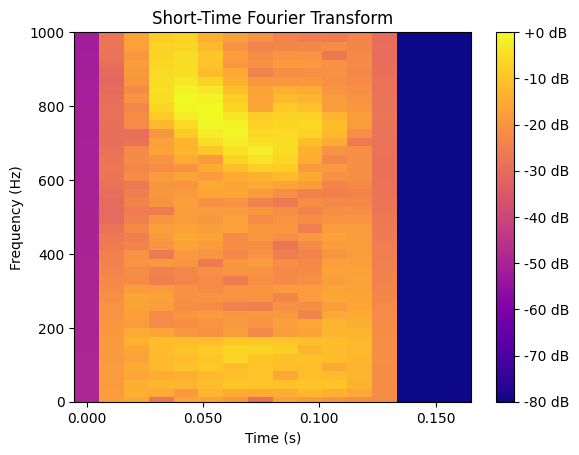 Short-Time Fourier Transform
Frequency (Hz)
1000
800
600
400
200
0
0.000
0.050
0.100
0.150
Time (s)
+0 dB
-10 dB
-20 dB
-30 dB
-40 dB
-50 dB
-60 dB
-70 dB
-80 dB